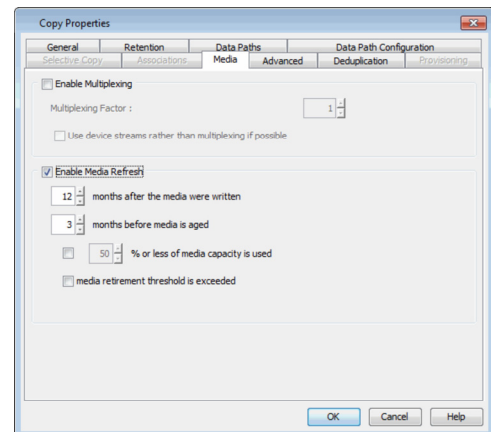 Copy Properties
General Retention Data Paths Data Path Configuration
Selective Copy Associations Media Advanced Deduplication Provisioning
Enable Multiplexing
Multiplexing Factor : 1
Use device streams rather than multiplexing if possible
Enable Media Refresh
12 months after the media were written
3 months before media is aged
50 % or less of media capacity is used
media retirement threshold is exceeded
OK Cancel Help